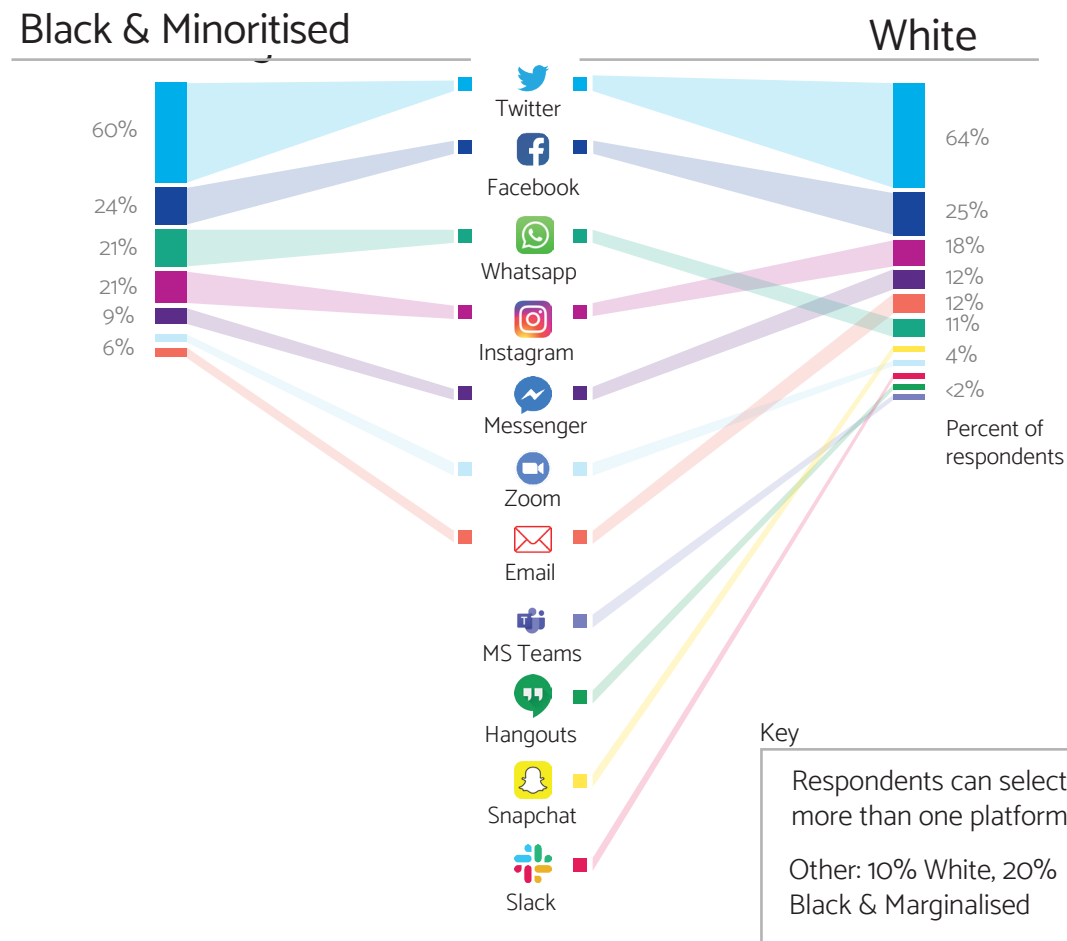 Black & Minoritised
White
60%
24%
21%
21%
9%
6%
Twitter
Facebook
Whatsapp
Instagram
Messenger
Zoom
Email
MS Teams
Hangouts
Snapchat
Slack
64%
25%
18%
12%
12%
11%
4%
<2%
Percent of
respondents
Key
Respondents can select
more than one platform
Other: 10% White, 20%
Black & Marginalised